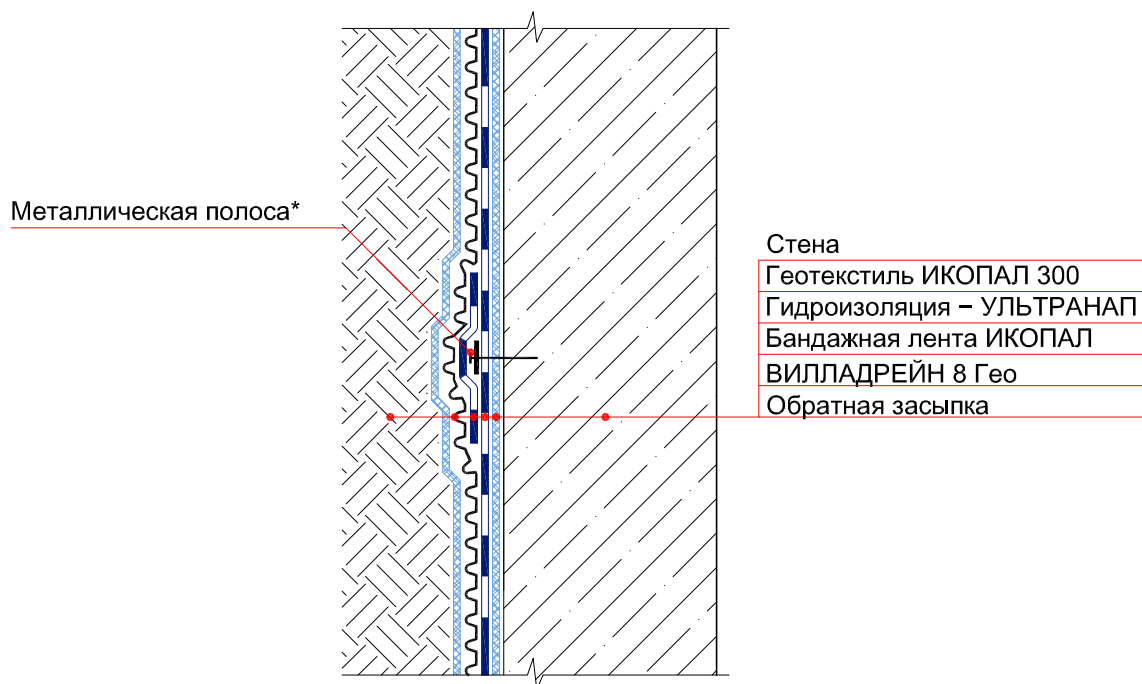 Металлическая полоса*
Стена
Геотекстиль ИКОПАЛ 300
Гидроизоляция – УЛЬТРАНАП
Бандажная лента ИКОПАЛ
ВИЛЛАДРЕЙН 8 Гео
Обратная засыпка